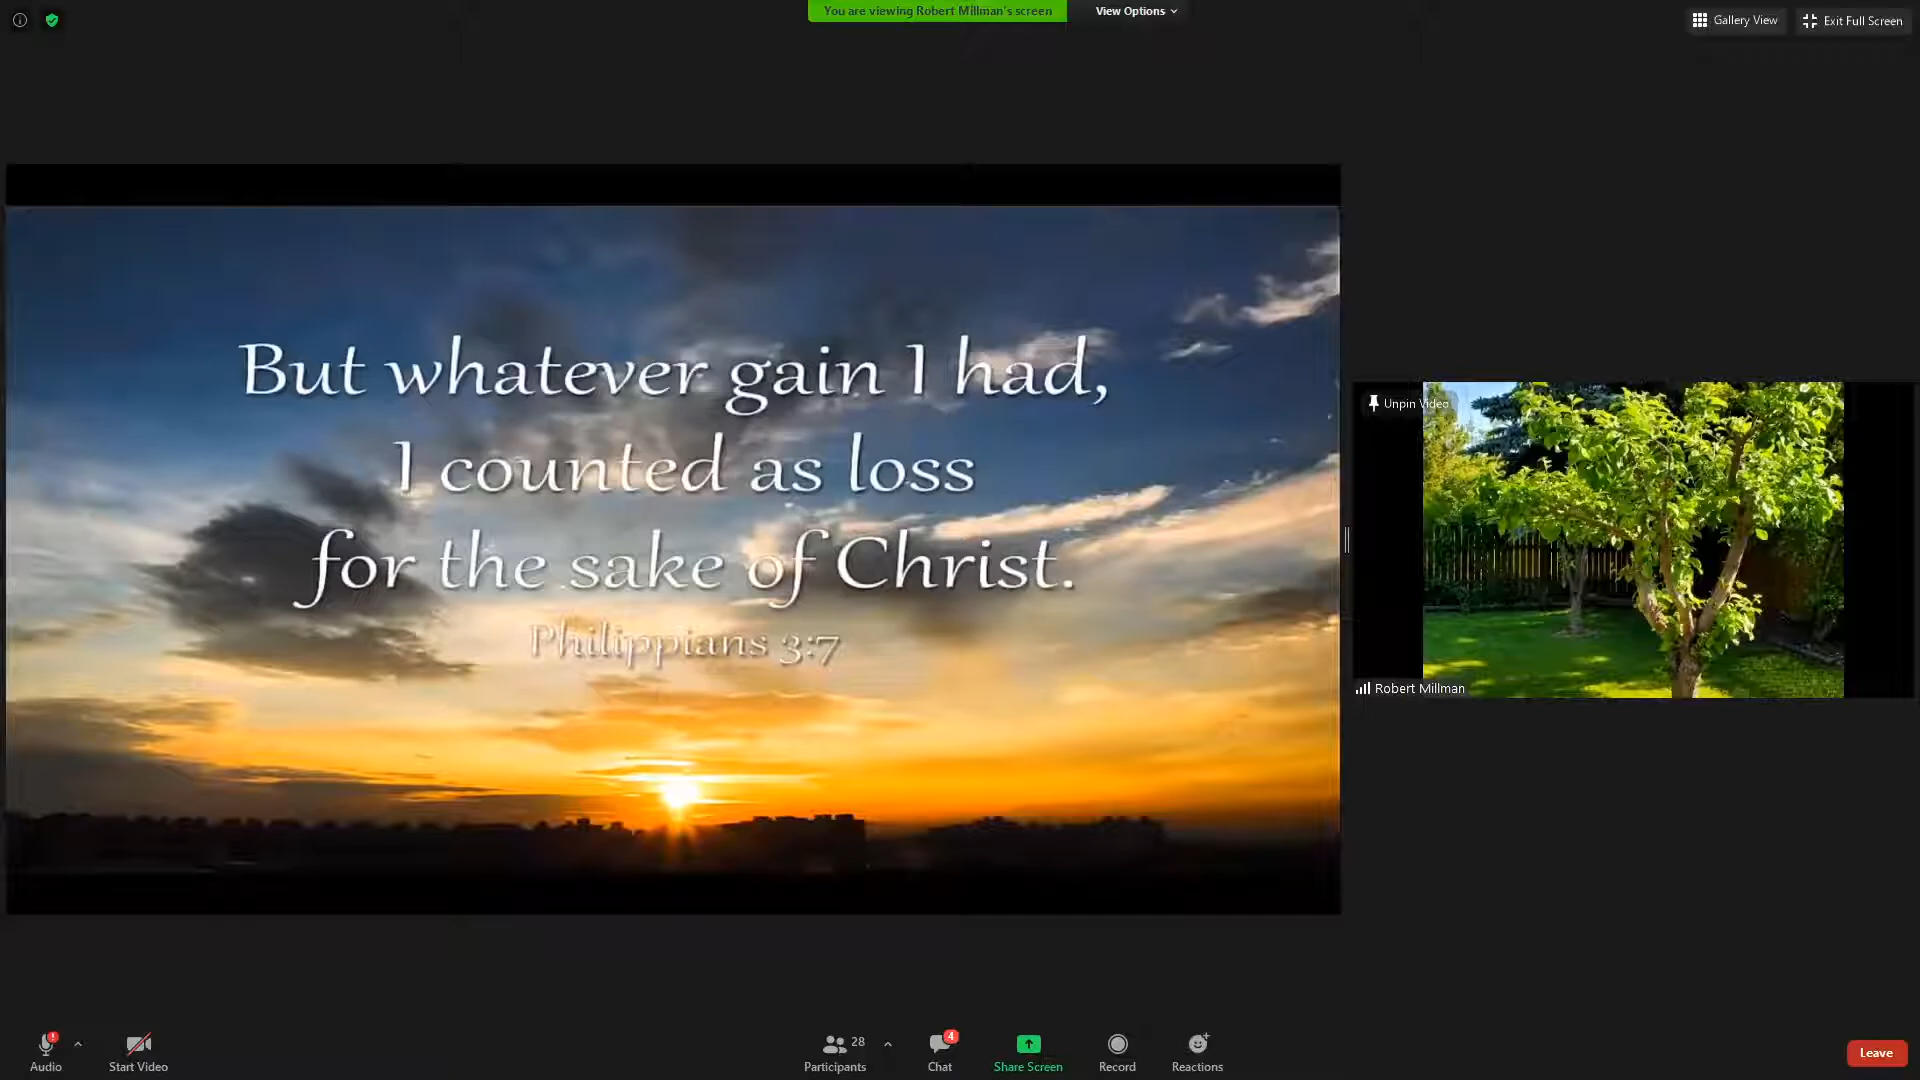 You are viewing Robert Millman's screen
View Options
Gallery View
Exit Full Screen
But whatever gain I had,
I counted as loss
for the sake of Christ.
Philippians 3:7
Unpin Video
Robert Millman
Audio
Start Video
28
Participants
4
Chat
Share Screen
Record
Reactions
Leave